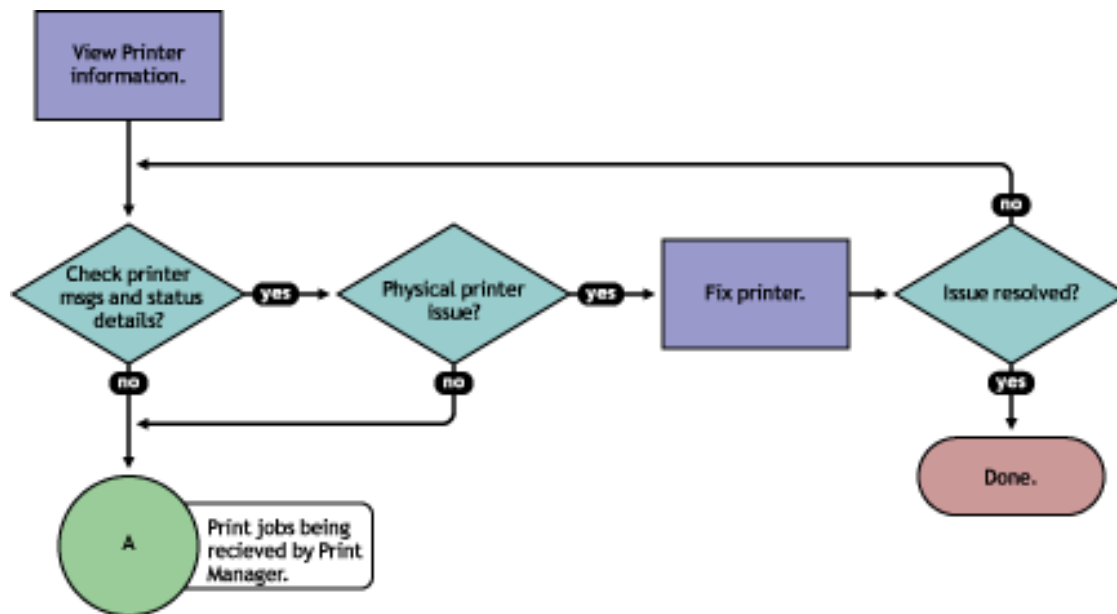 View Printer
information.
no
Check printer
msgs and status
details?
yes
Physical printer
issue?
yes
Fix printer.
Issue resolved?
no
no
yes
Done.
A
Print jobs being
recieved by Print
Manager.